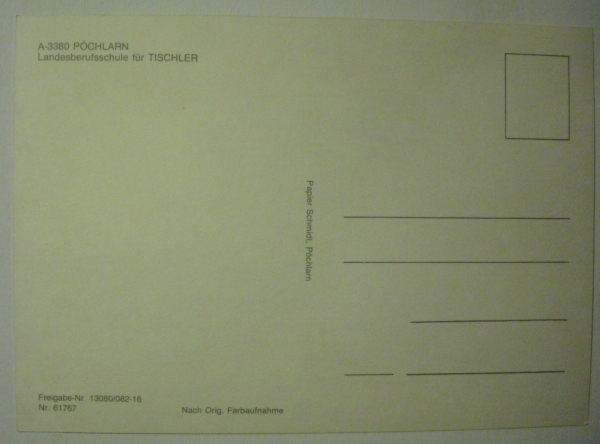 A-3380 PÖCHLARN
Landesberufsschule für TISCHLER
Papier Schmidt, Pöchlarn
Freigabe-Nr. 13080/082-16
Nr. 61767
Nach Orig. Farbaufnahme